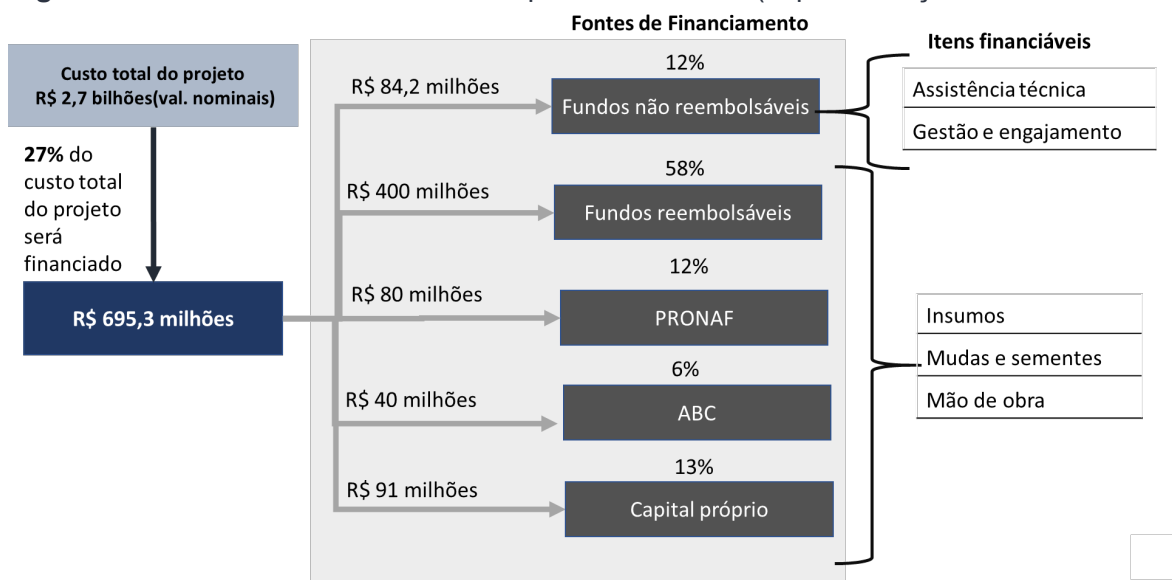 Fontes de Financiamento
Custo total do projeto
R$ 2,7 bilhões(val. nominais)
27% do
custo total
do projeto
será
financiado
R$ 695,3 milhões
R$ 84,2 milhões
12%
Fundos não reembolsáveis
R$ 400 milhões
58%
Fundos reembolsáveis
R$ 80 milhões
12%
PRONAF
R$ 40 milhões
6%
ABC
R$ 91 milhões
13%
Capital próprio
Itens financiáveis
Assistência técnica
Gestão e engajamento
Insumos
Mudas e sementes
Mão de obra